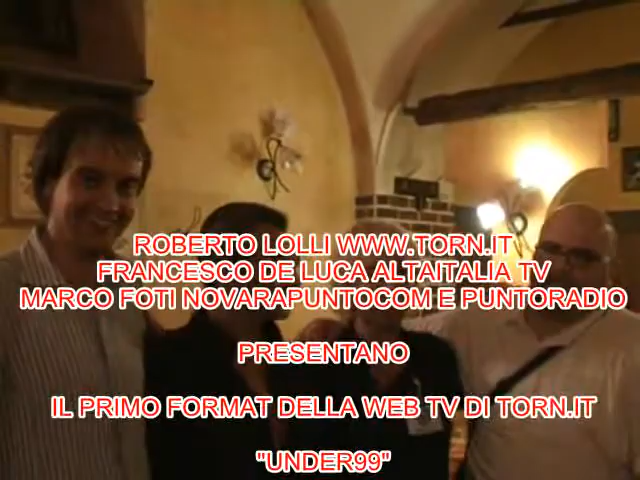 ROBERTO LOLLI WWW.TORN.IT
FRANCESCO DE LUCA ALTAITALIA TV
MARCO FOTI NOVARAPUNTOCOM E PUNTORADIO
PRESENTANO
IL PRIMO FORMAT DELLA WEB TV DI TORN.IT
"UNDER99"